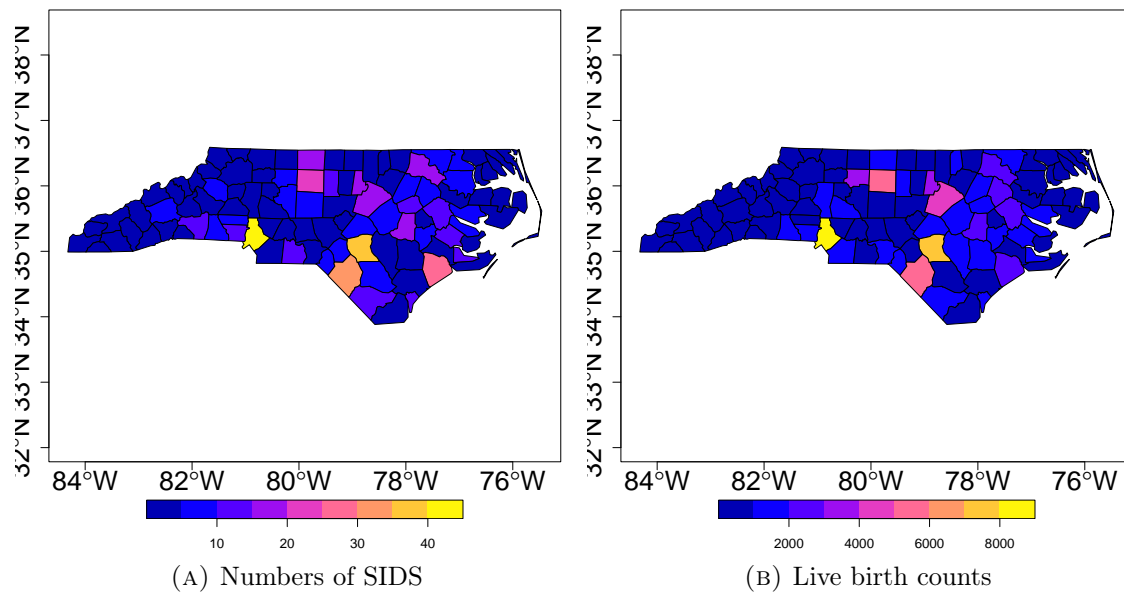 38°N
37°N
36°N
35°N
34°N
33°N
32°N
84°W 82°W 80°W 78°W 76°W
10 20 30 40
(A) Numbers of SIDS
38°N
37°N
36°N
35°N
34°N
33°N
32°N
84°W 82°W 80°W 78°W 76°W
2000 4000 6000 8000
(B) Live birth counts